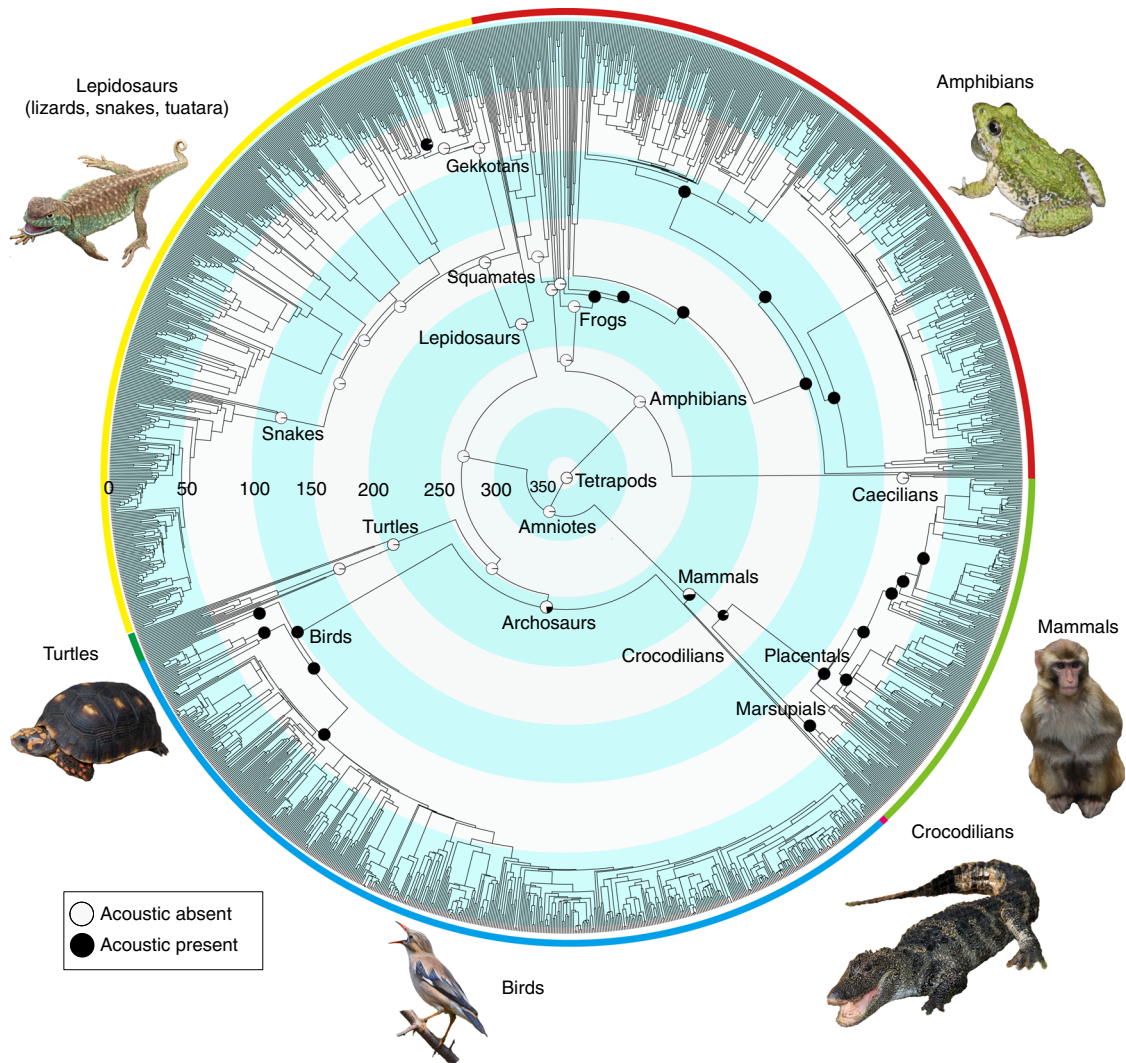 Lepidosaurs
(lizards, snakes, tuatara)
Amphibians
Gekkotans
Squamates
Lepidosaurs
Frogs
Amphibians
Snakes
Caecilians
0 50 100 150 200 250 300 350
Tetrapods
Amniotes
Turtles
Mammals
Archosaurs
Birds
Crocodilians
Placentals
Marsupials
Turtles
Mammals
Crocodilians
Acoustic absent
Acoustic present
Birds